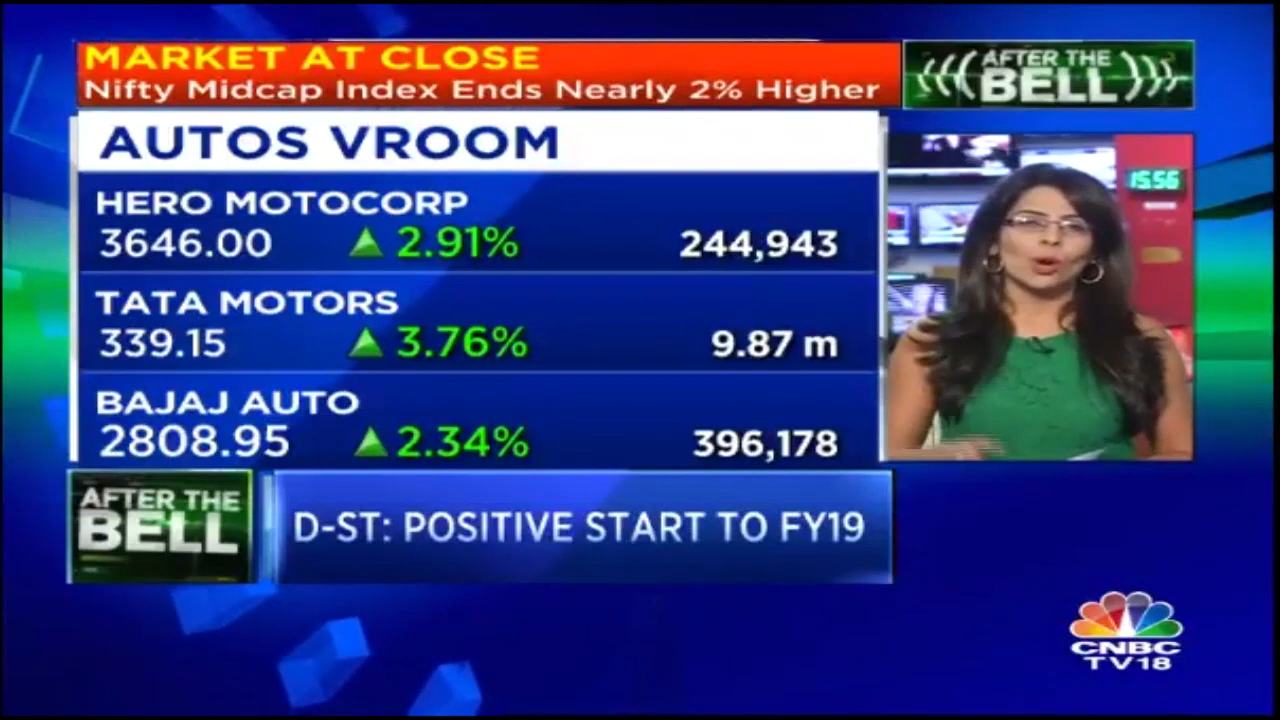 MARKET AT CLOSE
Nifty Midcap Index Ends Nearly 2% Higher
AFTER THE
BELL
AUTOS VROOM
HERO MOTOCORP
3646.00 ▲ 2.91% 244,943
TATA MOTORS
339.15 ▲ 3.76% 9.87 m
BAJAJ AUTO
2808.95 ▲ 2.34% 396,178
15:56
AFTER THE
BELL
D-ST: POSITIVE START TO FY19
CNBC
TV18